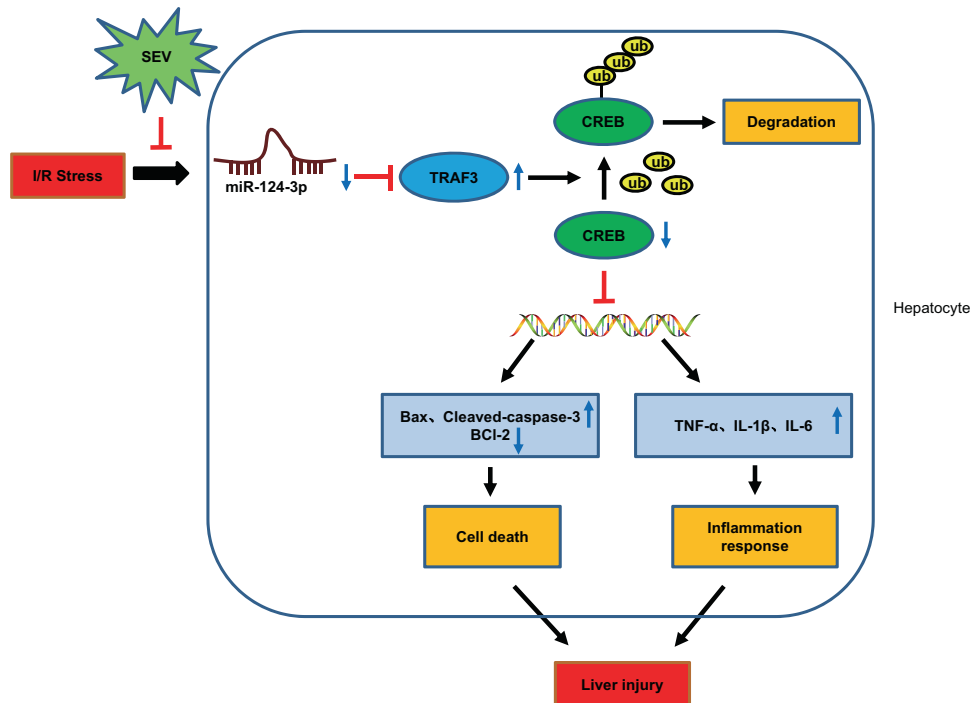 SEV
I/R Stress
miR-124-3p
TRAF3
ub
ub
ub
CREB
Degradation
ub
ub
ub
CREB
Hepatocyte
Bax、Cleaved-caspase-3
BCl-2
TNF-α、IL-1β、IL-6
Cell death
Inflammation
response
Liver injury